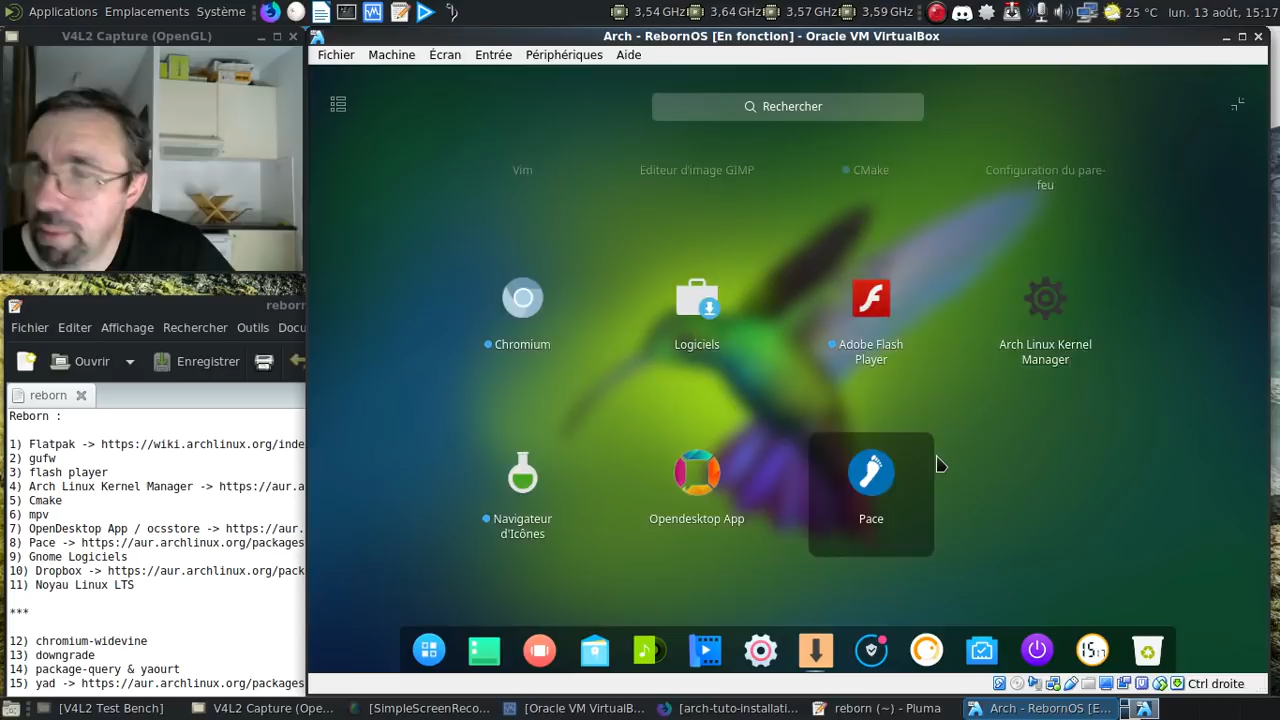 Applications Emplacements Système
3,54 GHz 3,64 GHz 3,57 GHz 3,59 GHz 25 °C lun. 13 août, 15:17
V4L2 Capture (OpenGL)
Arch - RebornOS [En fonction] - Oracle VM VirtualBox
Fichier Machine Écran Entrée Périphériques Aide
Rechercher
Vim
Editeur d'image GIMP
CMake
Configuration du pare-
feu
Chromium
Logiciels
Adobe Flash
Player
Arch Linux Kernel
Manager
Navigateur
d'Icônes
Opendesktop App
Pace
Ctrl droite
reborn
Fichier Editer Affichage Rechercher Outils Docu
Ouvrir Enregistrer
reborn
Reborn :
1) Flatpak -> https://wiki.archlinux.org/inde
2) gufw
3) flash player
4) Arch Linux Kernel Manager -> https://aur.a
5) Cmake
6) mpv
7) OpenDesktop App / ocsstore -> https://aur.
8) Pace -> https://aur.archlinux.org/packages
9) Gnome Logiciels
10) Dropbox -> https://aur.archlinux.org/pack
11) Noyau Linux LTS
***
12) chromium-widevine
13) downgrade
14) package-query & yaourt
15) yad -> https://aur.archlinux.org/packages
[V4L2 Test Bench] V4L2 Capture (Ope... [SimpleScreenReco... [Oracle VM VirtualB... [arch-tuto-installati... reborn (~) - Pluma Arch - RebornOS [E...